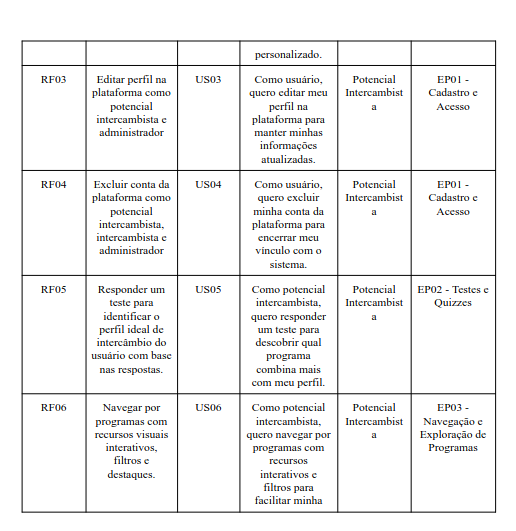 personalizado.
RF03
Editar perfil na
plataforma como
potencial
intercambista e
administrador
US03
Como usuário,
quero editar meu
perfil na
plataforma para
manter minhas
informações
atualizadas.
Potencial
Intercambist
a
EP01 -
Cadastro e
Acesso
RF04
Excluir conta da
plataforma como
potencial
intercambista,
intercambista e
administrador
US04
Como usuário,
quero excluir
minha conta da
plataforma para
encerrar meu
vínculo com o
sistema.
Potencial
Intercambist
a
EP01 -
Cadastro e
Acesso
RF05
Responder um
teste para
identificar o
perfil ideal de
intercâmbio do
usuário com base
nas respostas.
US05
Como potencial
intercambista,
quero responder
um teste para
descobrir qual
programa
combina mais
com meu perfil.
Potencial
Intercambist
a
EP02 - Testes e
Quizzes
RF06
Navegar por
programas com
recursos visuais
interativos,
filtros e
destaques.
US06
Como potencial
intercambista,
quero navegar por
programas com
recursos
interativos e
filtros para
facilitar minha
Potencial
Intercambist
a
EP03 -
Navegação e
Exploração de
Programas